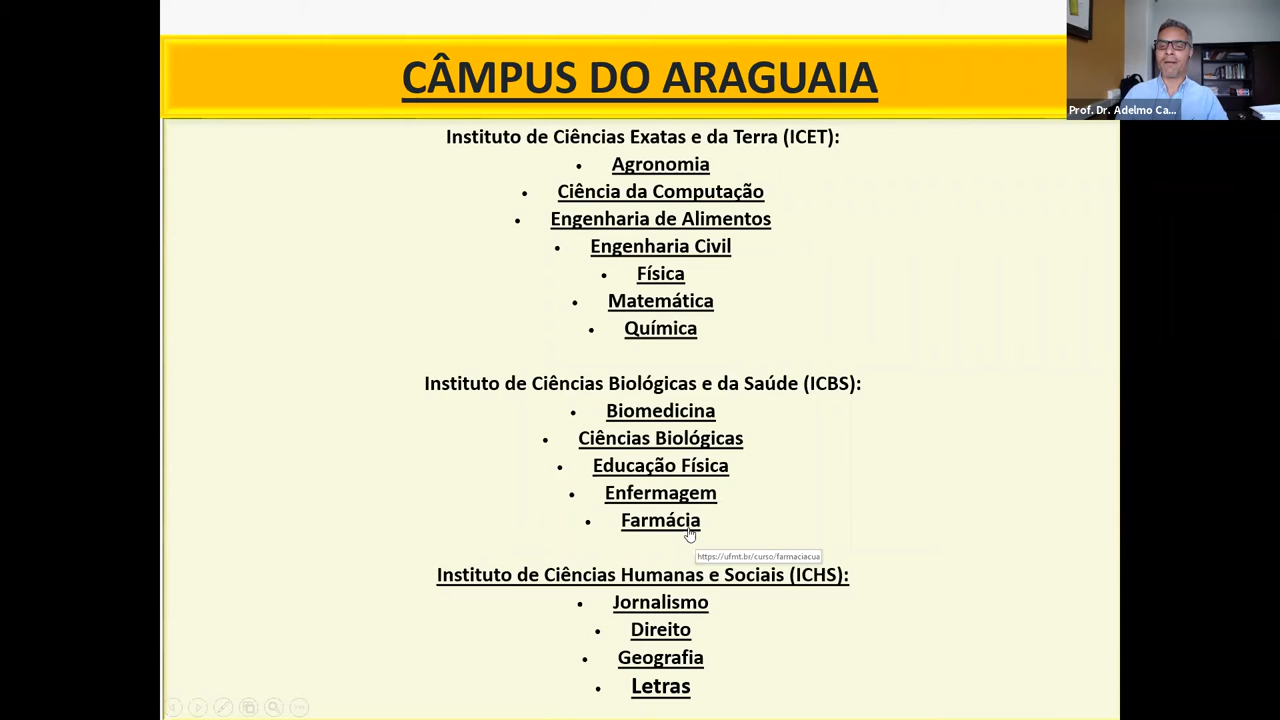 CÂMPUS DO ARAGUAIA
Prof. Dr. Adelmo Ca...
Instituto de Ciências Exatas e da Terra (ICET):
• Agronomia
• Ciência da Computação
• Engenharia de Alimentos
• Engenharia Civil
• Física
• Matemática
• Química
Instituto de Ciências Biológicas e da Saúde (ICBS):
• Biomedicina
• Ciências Biológicas
• Educação Física
• Enfermagem
• Farmácia
https://ufmt.br/curso/farmaciacua
Instituto de Ciências Humanas e Sociais (ICHS):
• Jornalismo
• Direito
• Geografia
• Letras